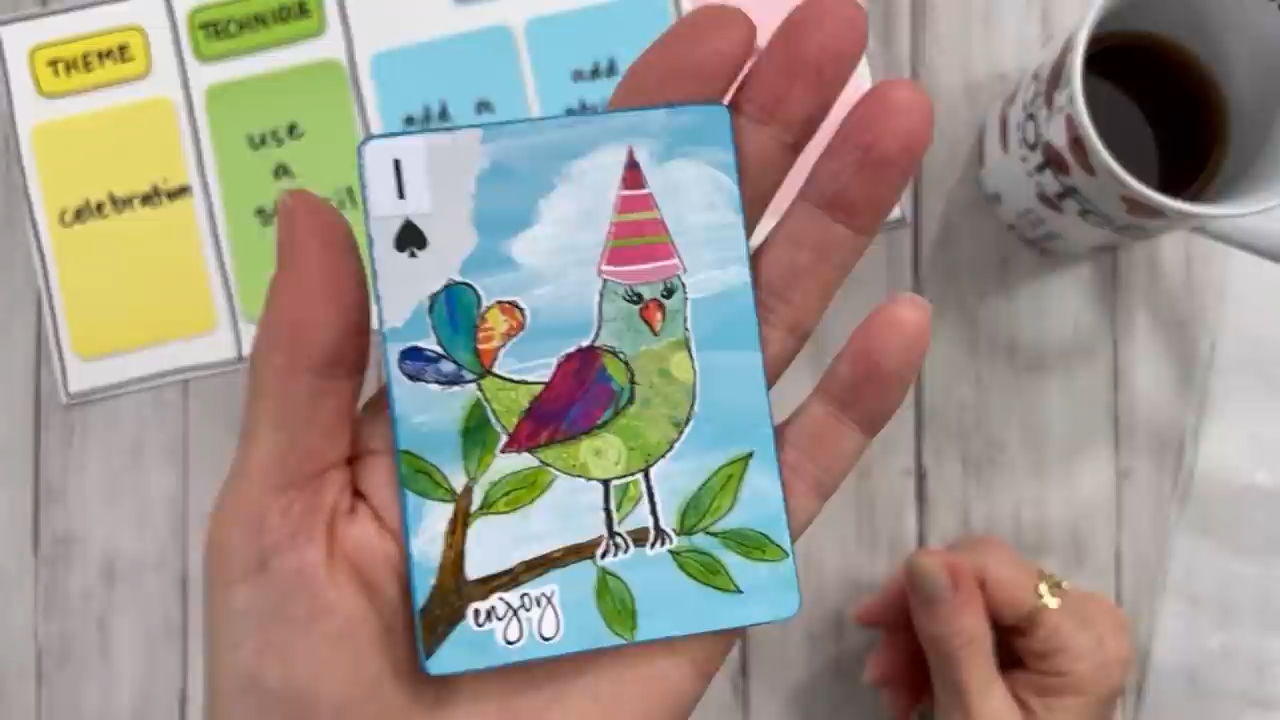 THEME
TECHNIQUE
celebration
use
a
add a
add
I
enjoy